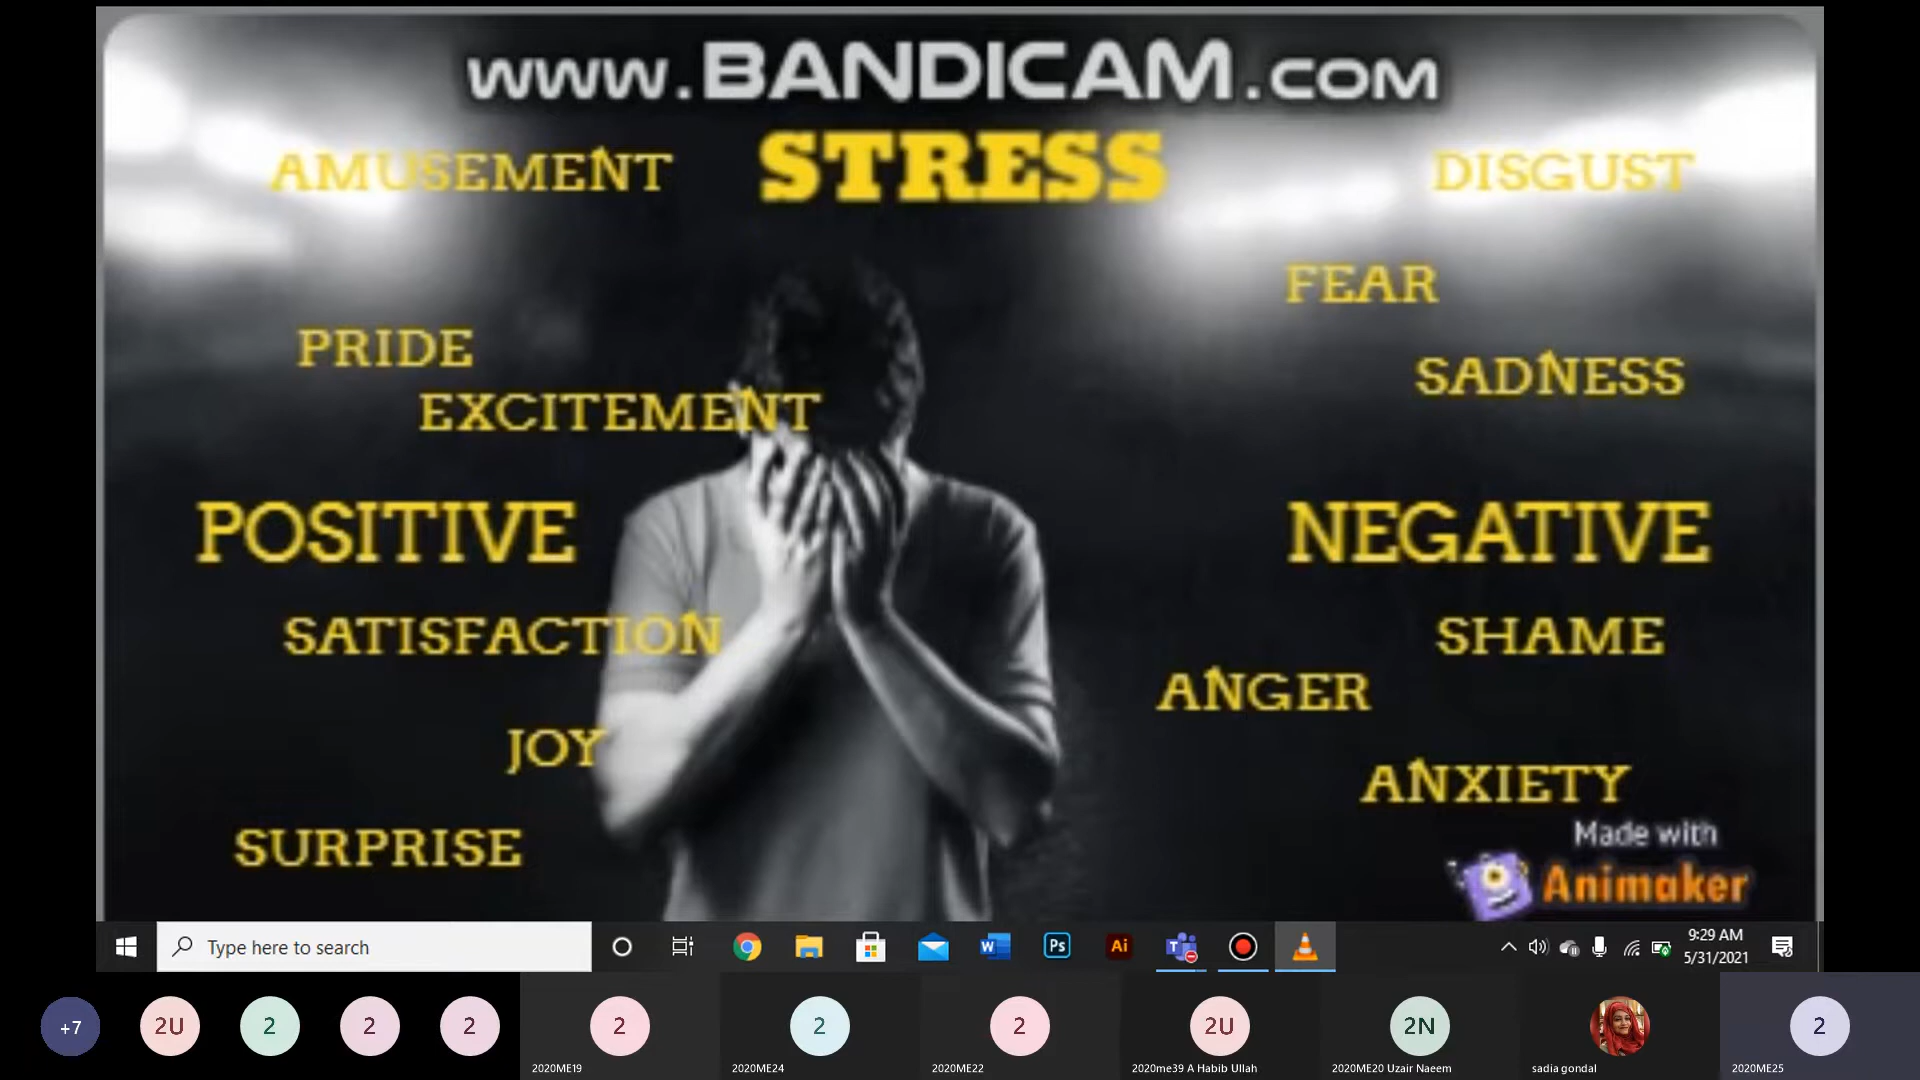 www.BANDICAM.COM
AMUSEMENT STRESS DISGUST
FEAR
PRIDE
SADNESS
EXCITEMENT
POSITIVE NEGATIVE
SATISFACTION SHAME
ANGER
JOY
ANXIETY
SURPRISE
Made with
Animaker
Type here to search
W
Ps
Ai
T
9:29 AM
5/31/2021
+7
2U
2
2
2
2
2
2
2U
2N
2
2020ME19
2020ME24
2020ME22
2020me39 A Habib Ullah
2020ME20 Uzair Naeem
sadia gondal
2020ME25